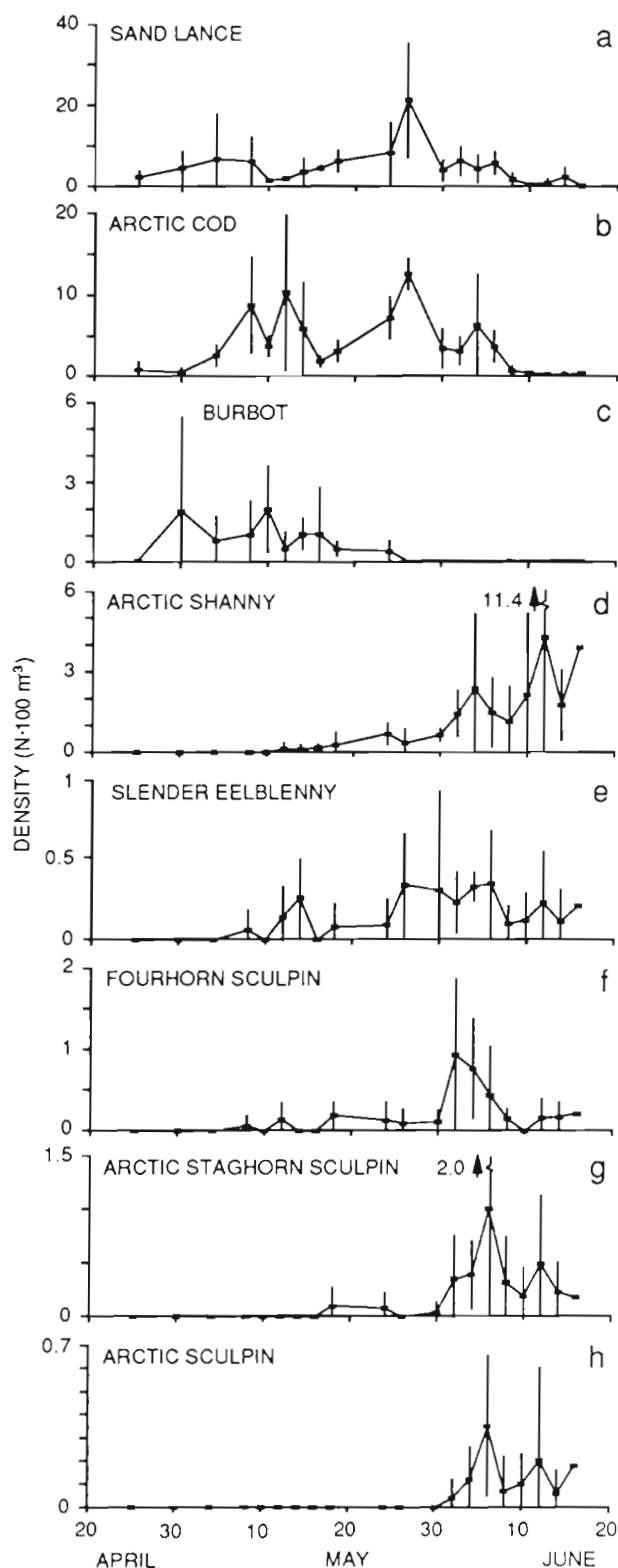 SAND LANCE a
40
20
0
ARCTIC COD b
20
10
0
BURBOT c
6
3
0
ARCTIC SHANNY 11.4 d
6
3
0
SLENDER EELBLENNY e
1
0.5
0
FOURHORN SCULPIN f
2
1
0
ARCTIC STAGHORN SCULPIN 2.0 g
1.5
0
ARCTIC SCULPIN h
0.7
0
DENSITY (N·100 m³)
20 30 10 20 30 10 20
APRIL MAY JUNE